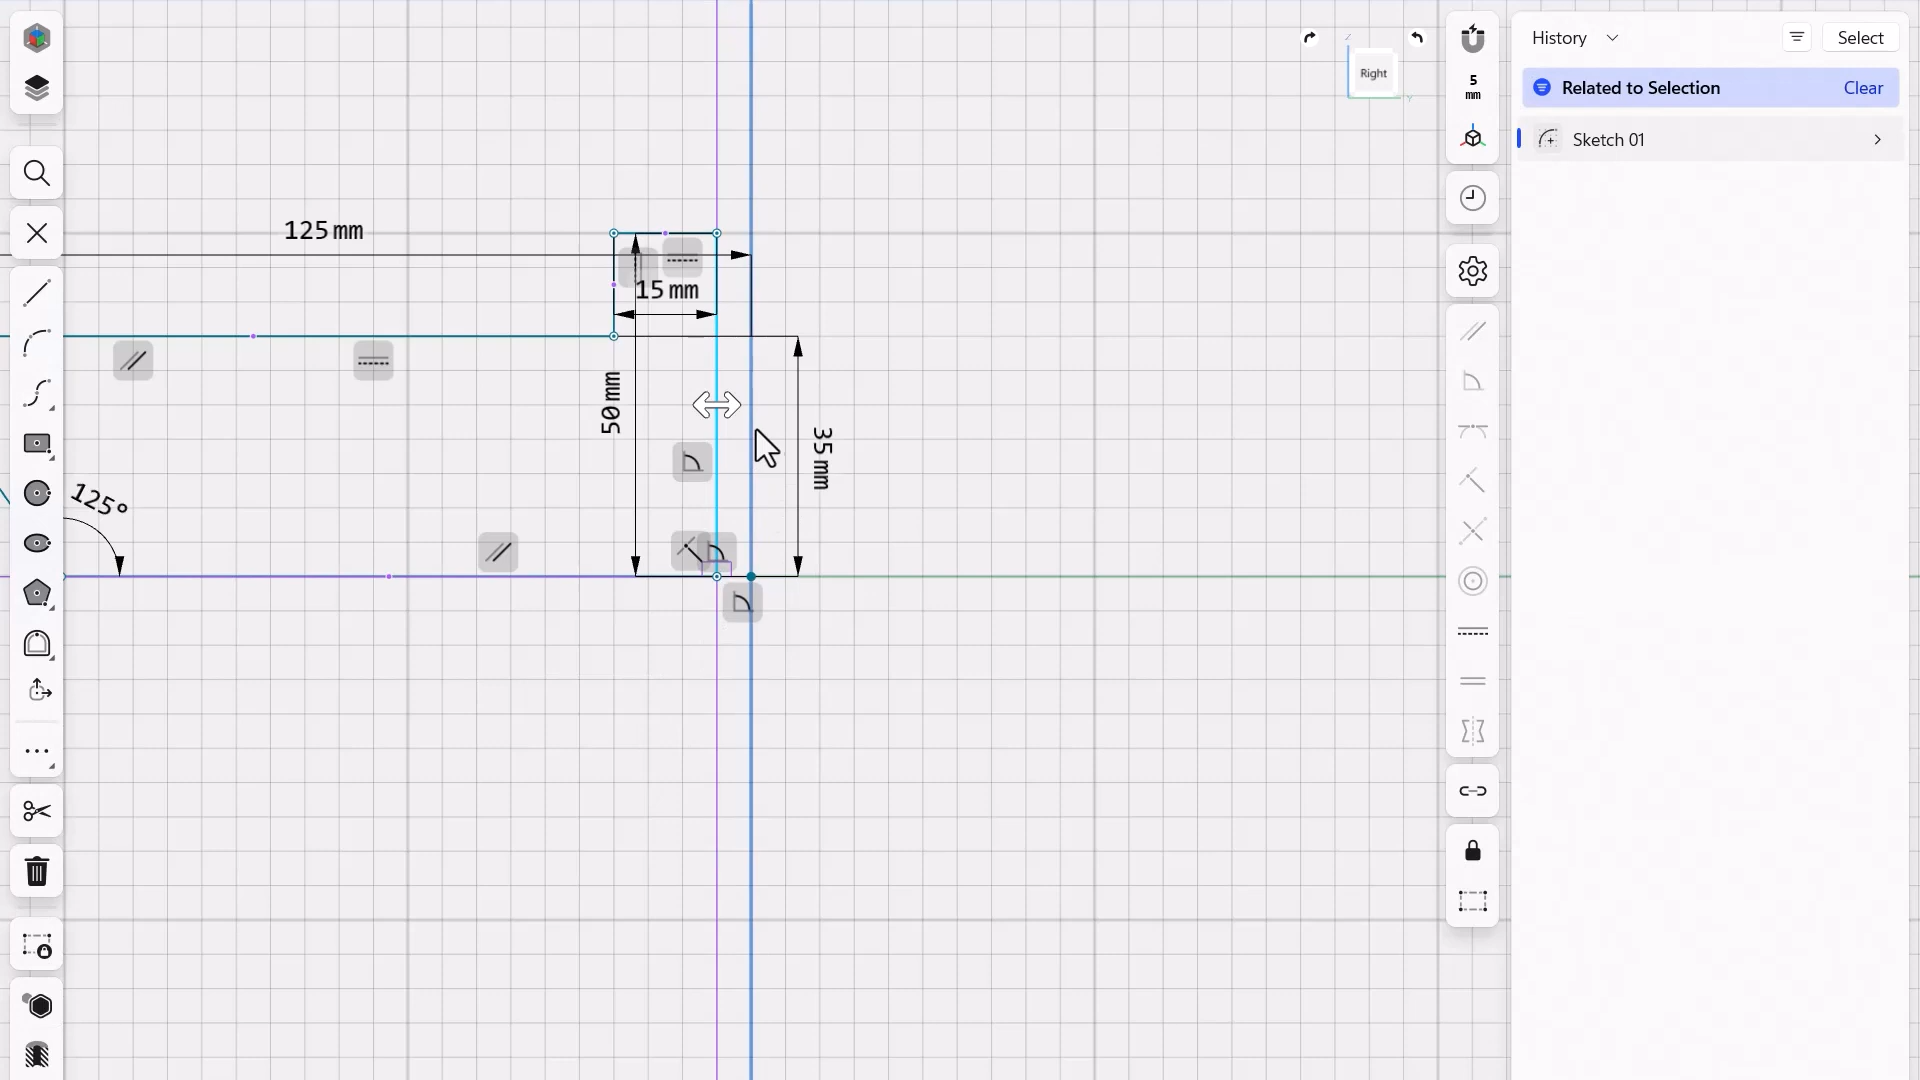 History
Select
Right
5
mm
Related to Selection
Clear
Sketch 01
125 mm
15 mm
50 mm
35 mm
125°